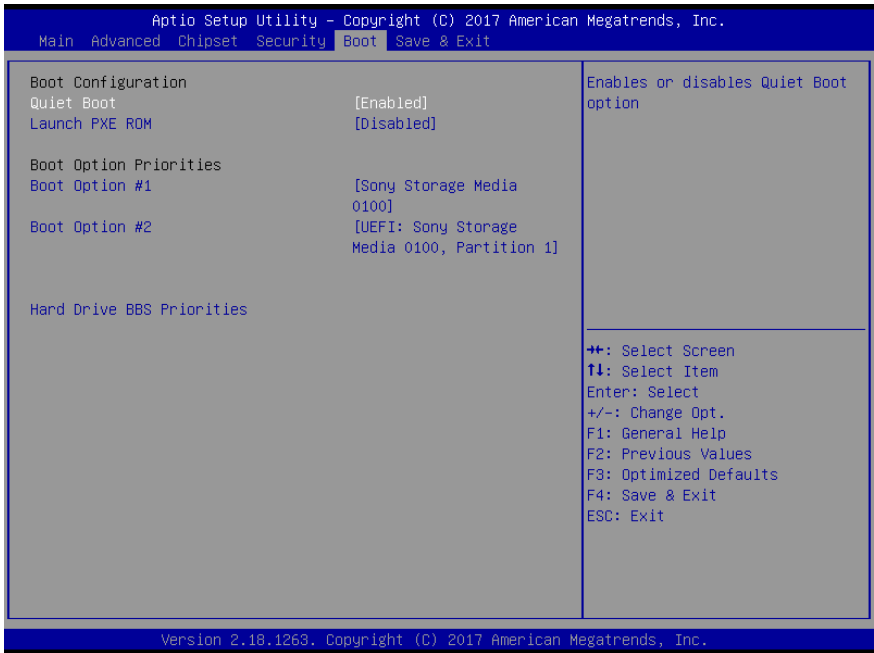 Aptio Setup Utility – Copyright (C) 2017 American Megatrends, Inc.
Main Advanced Chipset Security Boot Save & Exit
Boot Configuration
Quiet Boot [Enabled]
Launch PXE ROM [Disabled]
Boot Option Priorities
Boot Option #1 [Sony Storage Media
0100]
Boot Option #2 [UEFI: Sony Storage
Media 0100, Partition 1]
Hard Drive BBS Priorities
Enables or disables Quiet Boot
option
→←: Select Screen
↑↓: Select Item
Enter: Select
+/-: Change Opt.
F1: General Help
F2: Previous Values
F3: Optimized Defaults
F4: Save & Exit
ESC: Exit
Version 2.18.1263. Copyright (C) 2017 American Megatrends, Inc.